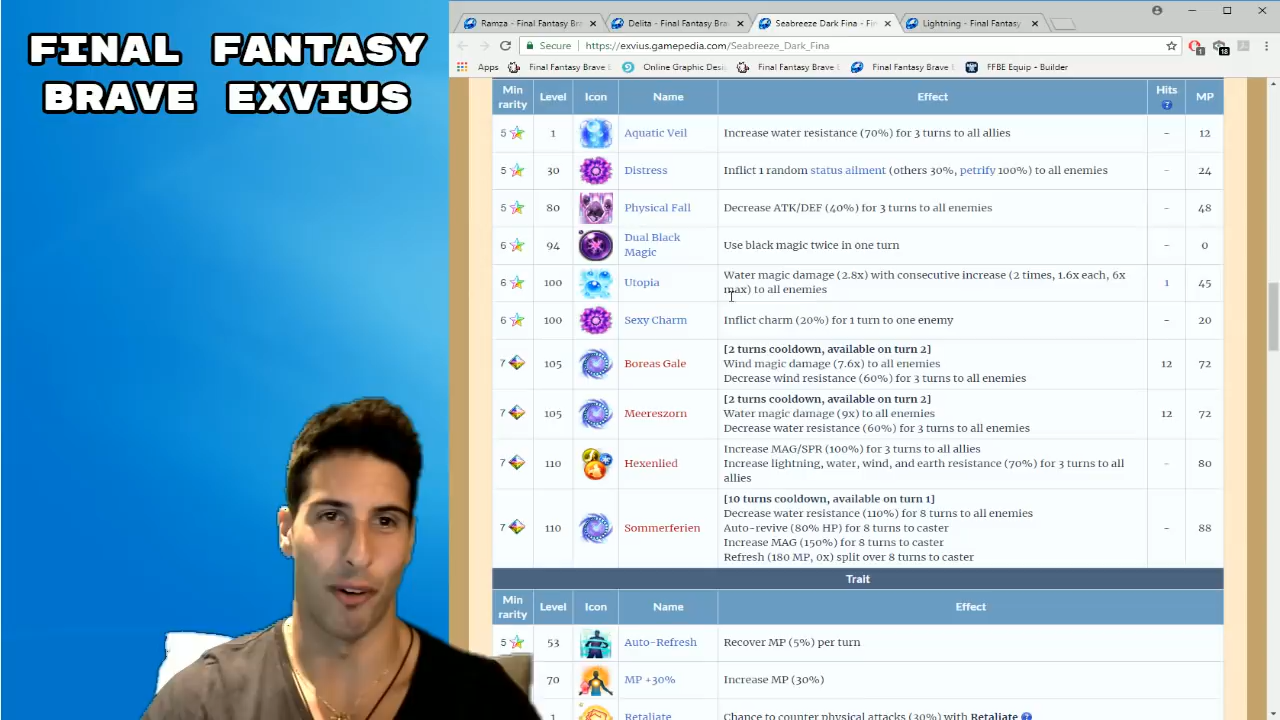 FINAL FANTASY
BRAVE EXVIUS
Ramza - Final Fantasy Br
Delita - Final Fantasy Brav
Seabreeze Dark Fina - Fin
Lightning - Final Fantasy
Secure
https://exvius.gamepedia.com/Seabreeze_Dark_Fina
Apps
Final Fantasy Brave E
Online Graphic Desi
Final Fantasy Brave E
Final Fantasy Brave E
FFBE Equip - Builder
Min rarity Level Icon Name Effect Hits MP
5 1 Aquatic Veil Increase water resistance (70%) for 3 turns to all allies - 12
5 30 Distress Inflict 1 random status ailment (others 30%, petrify 100%) to all enemies - 24
5 80 Physical Fall Decrease ATK/DEF (40%) for 3 turns to all enemies - 48
6 94 Dual Black Magic Use black magic twice in one turn - 0
6 100 Utopia Water magic damage (2.8x) with consecutive increase (2 times, 1.6x each, 6x
max) to all enemies 1 45
6 100 Sexy Charm Inflict charm (20%) for 1 turn to one enemy - 20
[2 turns cooldown, available on turn 2]
7 105 Boreas Gale Wind magic damage (7.6x) to all enemies 12 72
Decrease wind resistance (60%) for 3 turns to all enemies
[2 turns cooldown, available on turn 2]
7 105 Meereszorn Water magic damage (9x) to all enemies 12 72
Decrease water resistance (60%) for 3 turns to all enemies
Increase MAG/SPR (100%) for 3 turns to all allies
7 110 Hexenlied Increase lightning, water, wind, and earth resistance (70%) for 3 turns to all - 80
allies
[10 turns cooldown, available on turn 1]
Decrease water resistance (110%) for 8 turns to all enemies
7 110 Sommerferien Auto-revive (80% HP) for 8 turns to caster - 88
Increase MAG (150%) for 8 turns to caster
Refresh (180 MP, 0x) split over 8 turns to caster
Trait
Min rarity Level Icon Name Effect
5 53 Auto-Refresh Recover MP (5%) per turn
70 MP +30% Increase MP (30%)
1 Retaliate Chance to counter physical attacks (30%) with Retaliate